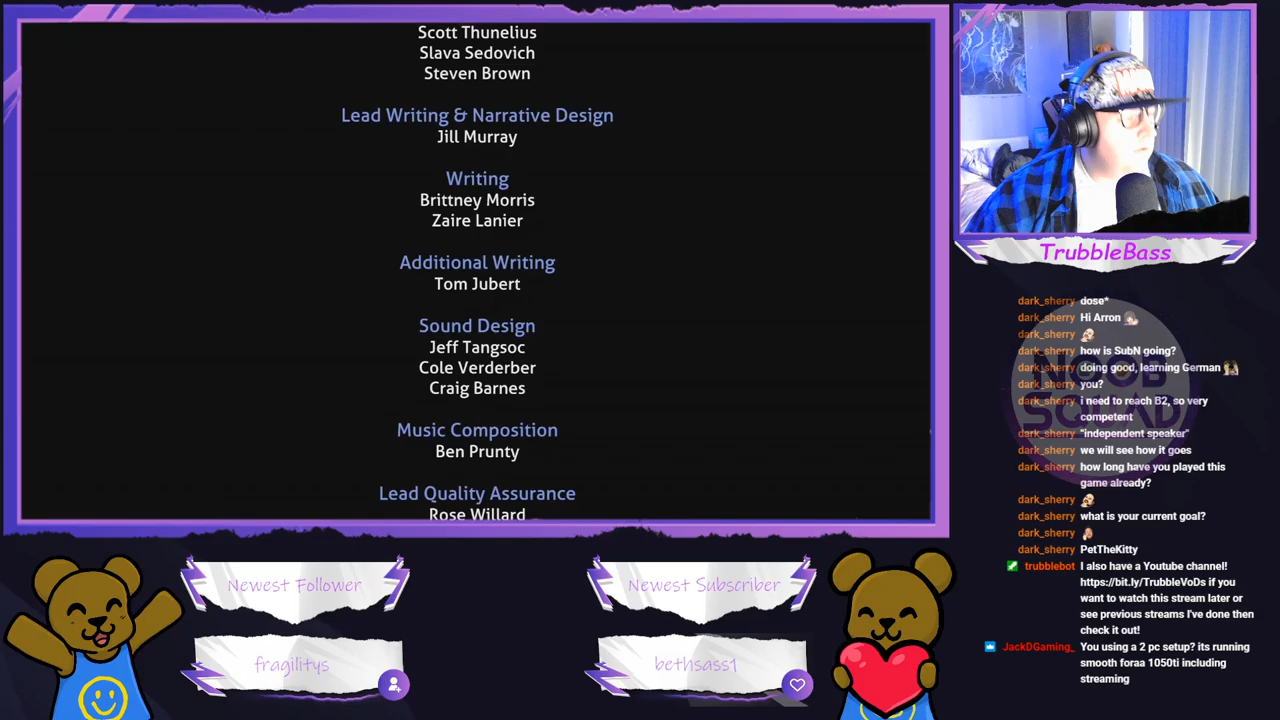 Scott Thunelius
Slava Sedovich
Steven Brown
Lead Writing & Narrative Design
Jill Murray
Writing
Brittney Morris
Zaire Lanier
Additional Writing
Tom Jubert
Sound Design
Jeff Tangsoc
Cole Verderber
Craig Barnes
Music Composition
Ben Prunty
Lead Quality Assurance
Rose Willard
TrubbleBass
dark_sherry dose*
dark_sherry Hi Arron
dark_sherry
dark_sherry how is SubN going?
dark_sherry doing good, learning German
dark_sherry you?
dark_sherry i need to reach B2, so very
competent
dark_sherry "independent speaker"
dark_sherry we will see how it goes
dark_sherry how long have you played this
game already?
dark_sherry
dark_sherry what is your current goal?
dark_sherry
dark_sherry PetTheKitty
trubblebot I also have a Youtube channel!
https://bit.ly/TrubbleVoDs if you
want to watch this stream later or
see previous streams I've done then
check it out!
JackDGaming_ You using a 2 pc setup? its running
smooth foraa 1050ti including
streaming
NOOB
SQUAD
Newest Follower
fragilitys
Newest Subscriber
bethsass1